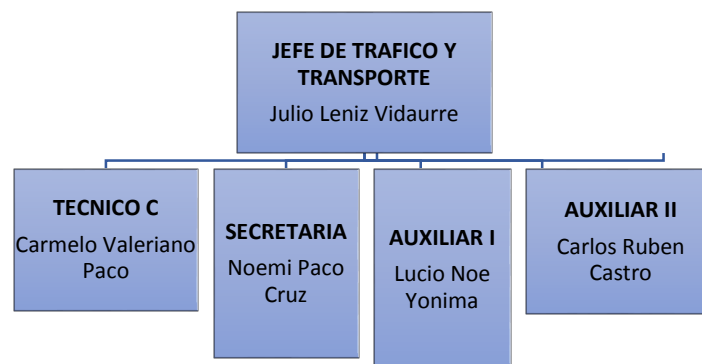 JEFE DE TRAFICO Y
TRANSPORTE
Julio Leniz Vidaurre
TECNICO C
Carmelo Valeriano
Paco
SECRETARIA
Noemi Paco
Cruz
AUXILIAR I
Lucio Noe
Yonima
AUXILIAR II
Carlos Ruben
Castro